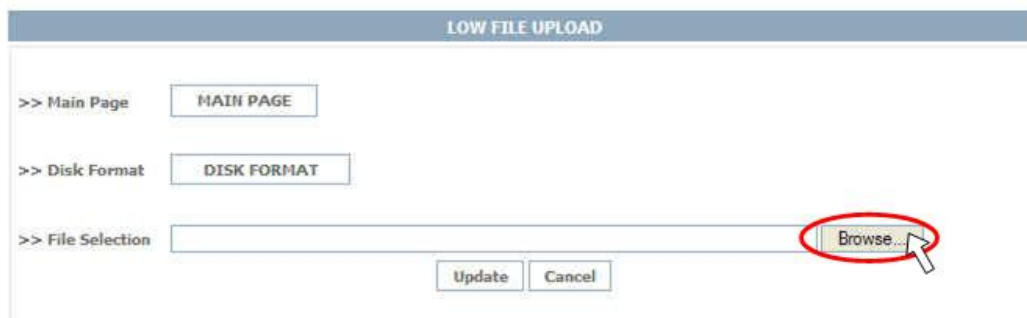 LOW FILE UPLOAD
>> Main Page MAIN PAGE
>> Disk Format DISK FORMAT
>> File Selection Browse...
Update Cancel